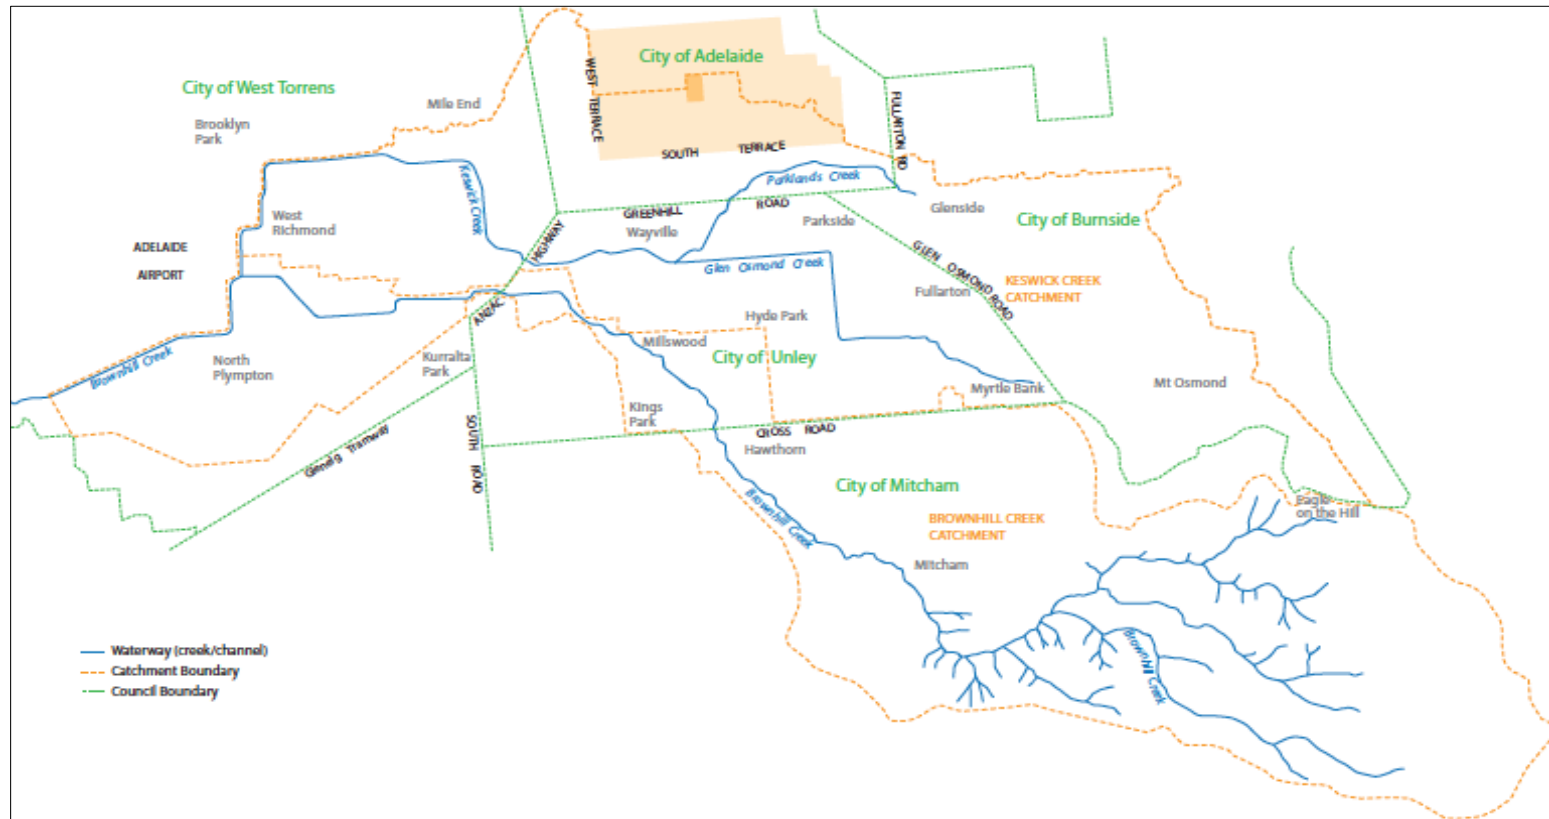 City of Adelaide
City of West Torrens
Mile End
Brooklyn
Park
WEST TERRACE
FULLARTON RD
SOUTH TERRACE
Keswick Creek
Parklands Creek
West
Richmond
GREENHILL ROAD
Wayville
Parkside
Glenside
City of Burnside
ADELAIDE
AIRPORT
ANZAC HIGHWAY
Glen Osmond Creek
GLEN OSMOND ROAD
Fullarton
KESWICK CREEK
CATCHMENT
Hyde Park
Millswood
City of Unley
Brownhill Creek
North
Plympton
Kurralta
Park
Myrtle Bank
Mt Osmond
Kings
Park
Glenelg Tramway
SOUTH ROAD
CROSS ROAD
Hawthorn
City of Mitcham
Brownhill Creek
Eagle
on the Hill
BROWNHILL CREEK
CATCHMENT
Mitcham
Brownhill Creek
Waterway (creek/channel)
Catchment Boundary
Council Boundary